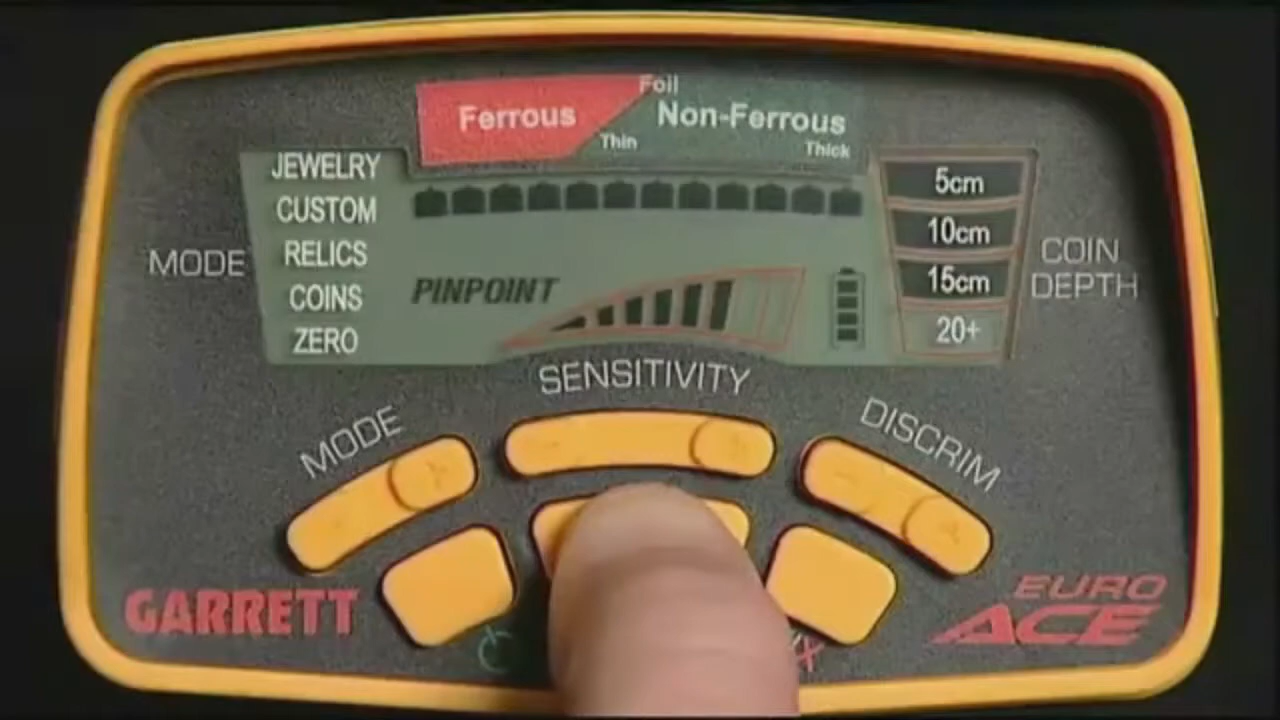 Foil
Ferrous Non-Ferrous
Thin Thick
JEWELRY
CUSTOM
RELICS
COINS
ZERO
MODE
PINPOINT
5cm
10cm
15cm
20+
COIN
DEPTH
SENSITIVITY
MODE
DISCRIM
GARRETT
EURO
ACE